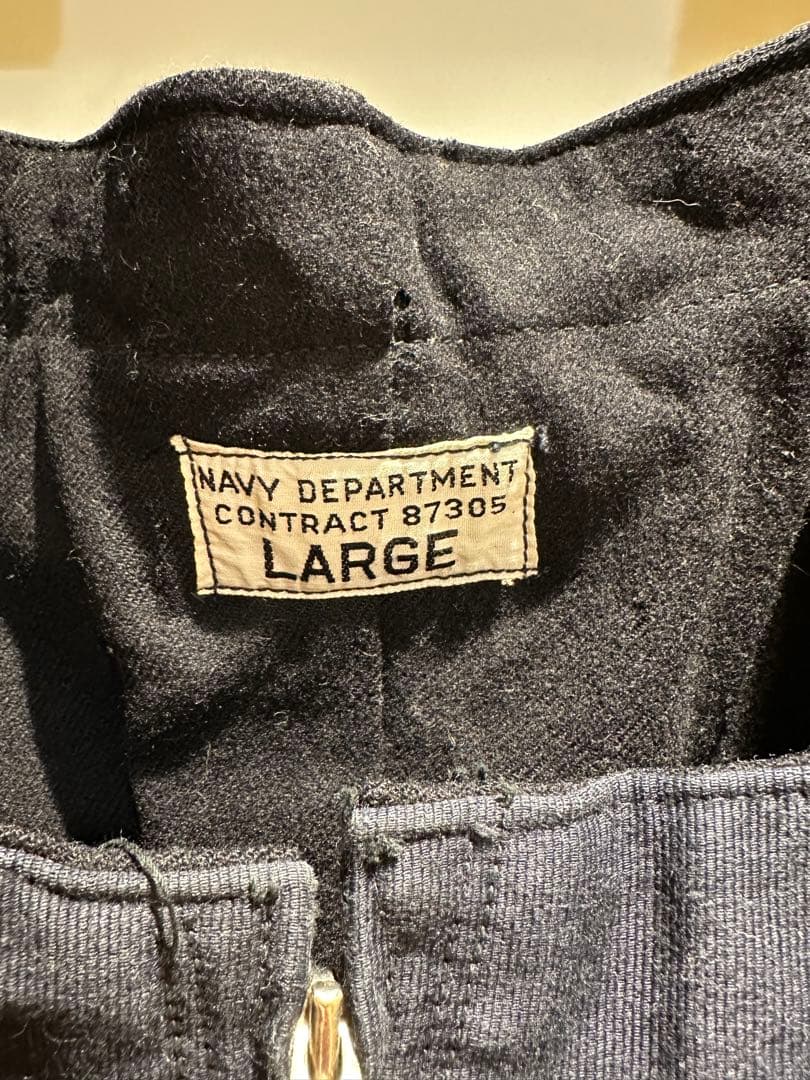 NAVY DEPARTMENT
CONTRACT 87305
LARGE